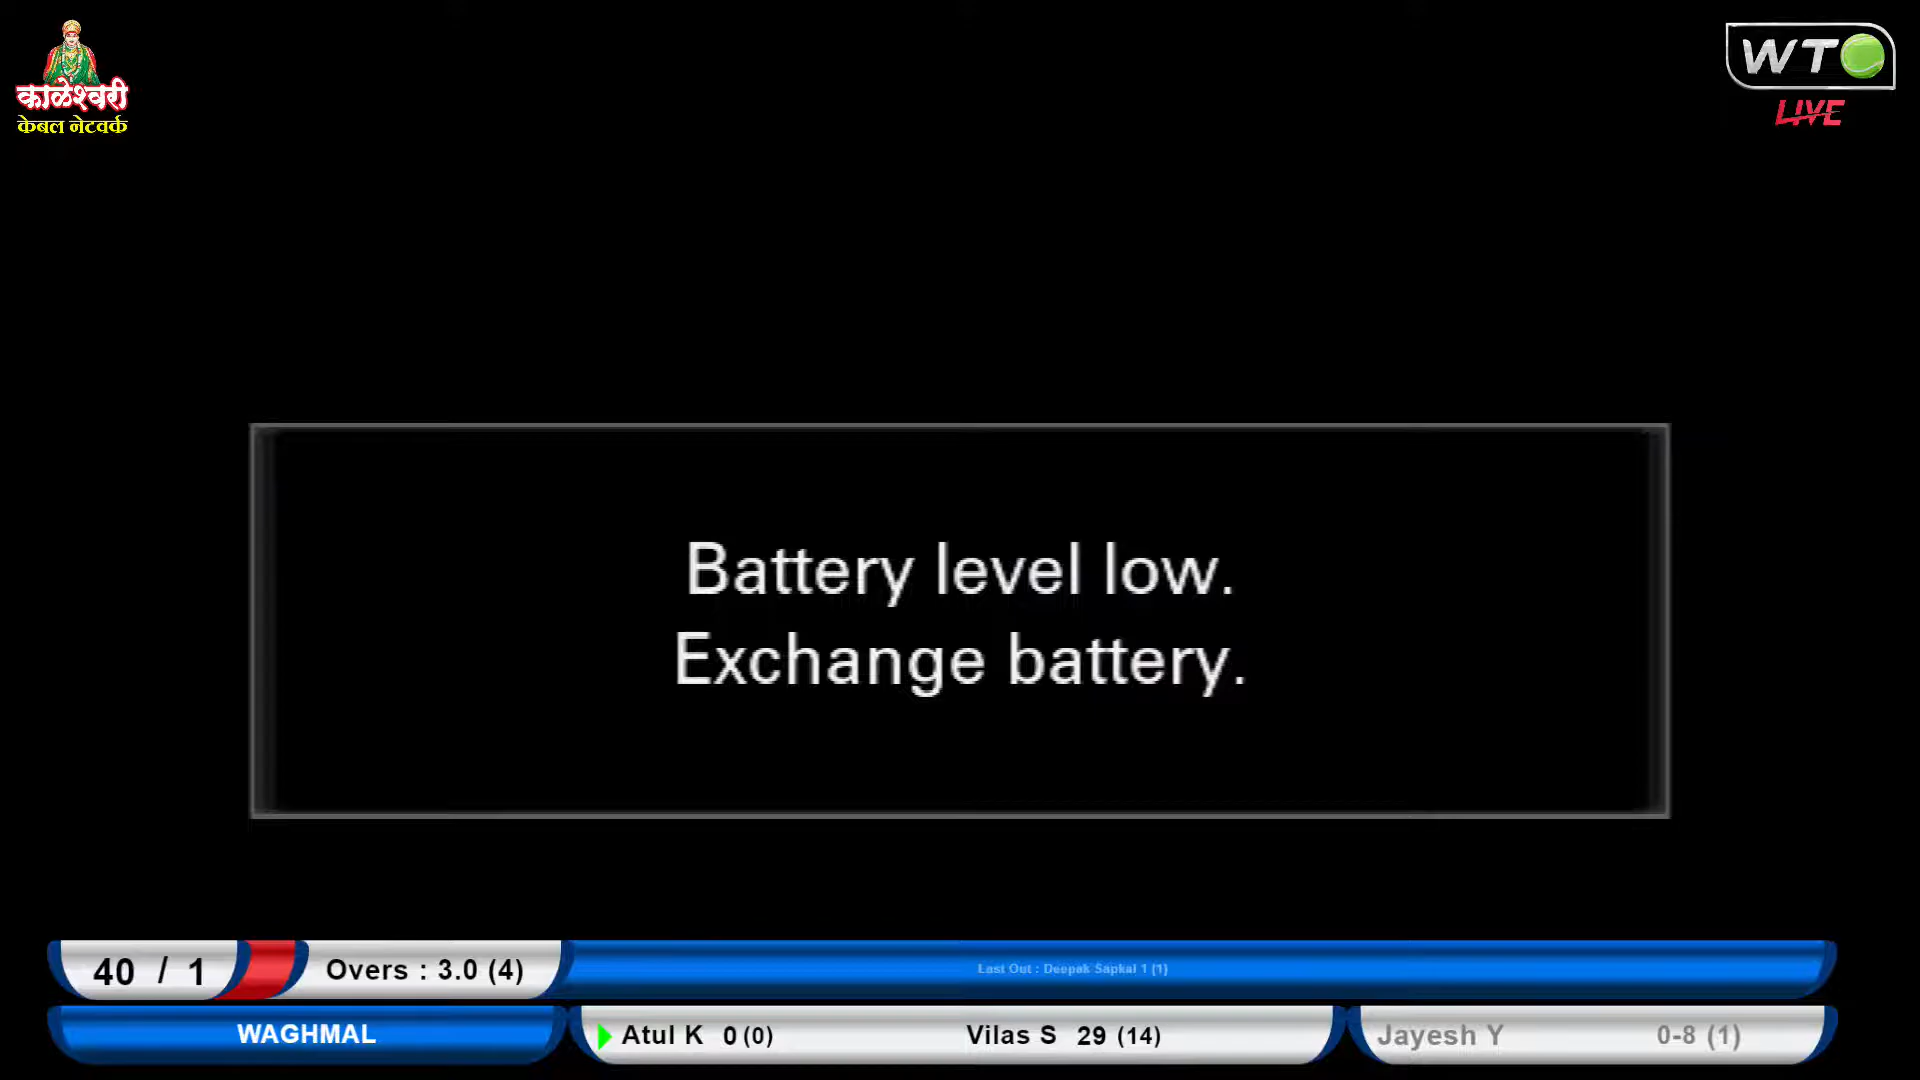 काळेश्वरी
केबल नेटवर्क
WT
LIVE
Battery level low.
Exchange battery.
40 / 1
Overs : 3.0 (4)
Last Out : Deepak Sapkal 1 (1)
WAGHMAL
Atul K 0 (0)
Vilas S 29 (14)
Jayesh Y 0-8 (1)